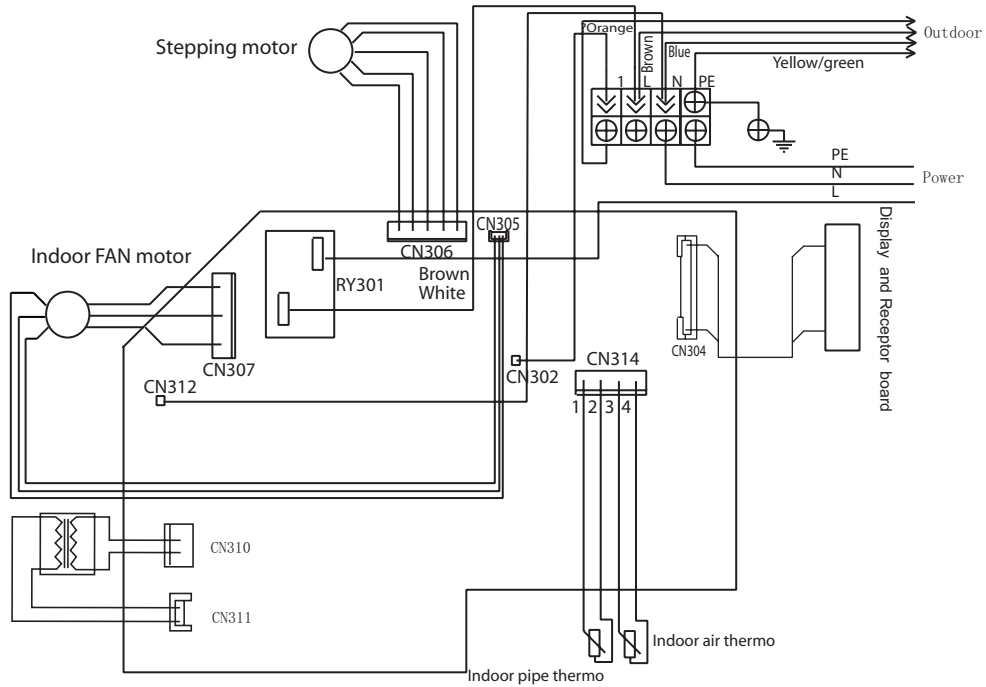 Stepping motor
?Orange
Brown
Blue
Yellow/green
Outdoor
1
L
N
PE
PE
N
L
Power
Indoor FAN motor
CN306
CN305
RY301
Brown
White
CN304
Display and Receptor board
CN307
CN312
CN302
CN314
1
2
3
4
CN310
CN311
Indoor air thermo
Indoor pipe thermo